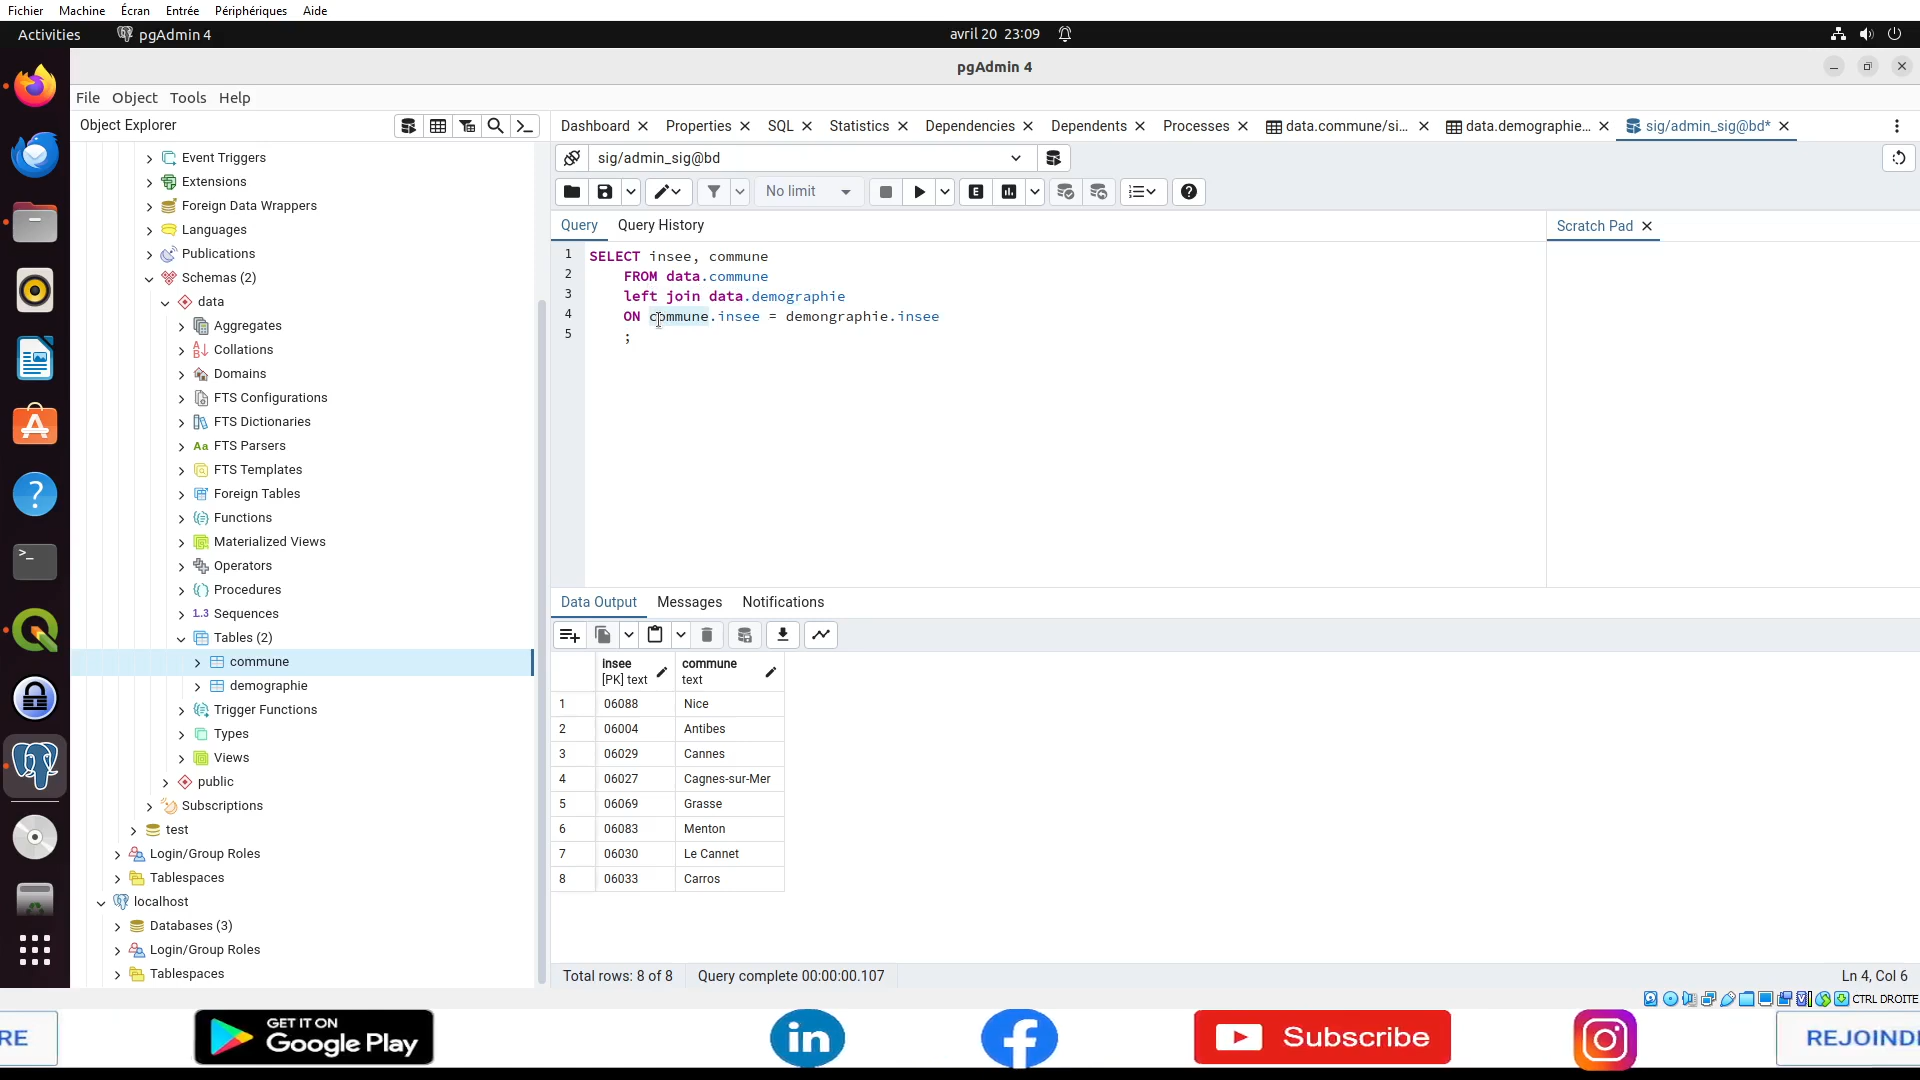 Fichier Machine Écran Entrée Périphériques Aide
Activities pgAdmin 4 avril 20 23:09
pgAdmin 4
File Object Tools Help
Object Explorer
Dashboard Properties SQL Statistics Dependencies Dependents Processes data.commune/si... data.demographie... sig/admin_sig@bd*
sig/admin_sig@bd
No limit
E
Query Query History
Scratch Pad
1 SELECT insee, commune
2 FROM data.commune
3 left join data.demographie
4 ON commune.insee = demongraphie.insee
5 ;
Event Triggers
Extensions
Foreign Data Wrappers
Languages
Publications
Schemas (2)
data
Aggregates
Collations
Domains
FTS Configurations
FTS Dictionaries
Aa FTS Parsers
FTS Templates
Foreign Tables
Functions
Materialized Views
Operators
Procedures
1..3 Sequences
Tables (2)
commune
demographie
Trigger Functions
Types
Views
public
Subscriptions
test
Login/Group Roles
Tablespaces
localhost
Databases (3)
Login/Group Roles
Tablespaces
Data Output Messages Notifications
insee commune
[PK] text text
1 06088 Nice
2 06004 Antibes
3 06029 Cannes
4 06027 Cagnes-sur-Mer
5 06069 Grasse
6 06083 Menton
7 06030 Le Cannet
8 06033 Carros
Total rows: 8 of 8 Query complete 00:00:00.107 Ln 4, Col 6
CTRL DROITE
RE
GET IT ON
Google Play
in
Subscribe
REJOIND